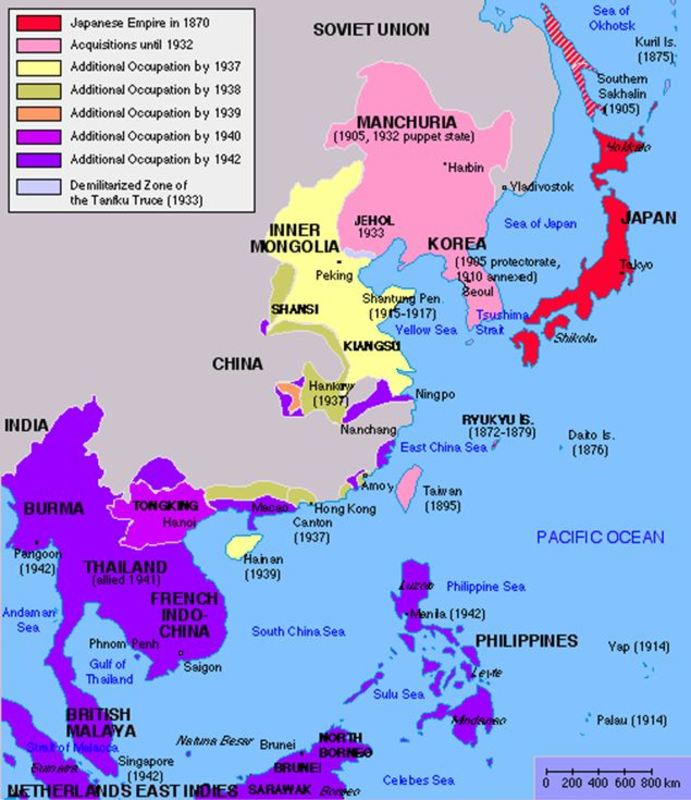 Japanese Empire in 1870
Acquisitions until 1932
Additional Occupation by 1937
Additional Occupation by 1938
Additional Occupation by 1939
Additional Occupation by 1940
Additional Occupation by 1942
Demilitarized Zone of
the Tanfku Truce (1933)
SOVIET UNION
Sea of
Okhotsk
Kuril Is.
(1875)
Southern
Sakhalin
(1905)
MANCHURIA
(1905, 1932 puppet state)
Hokkaido
Harbin
Vladivostok
JEHOL
1933
Sea of Japan
JAPAN
INNER
MONGOLIA
KOREA
(1905 protectorate,
1910 annexed)
Tokyo
Peking
Seoul
SHANSI
Shantung Pen.
(1915-1917)
Tsushima
Strait
Yellow Sea
Shikoku
KIANGSU
CHINA
Hankow
(1937)
Ningpo
INDIA
Nanchang
RYUKYU IS.
(1872-1879)
Daito Is.
(1876)
East China Sea
Amoy
Taiwan
(1895)
BURMA
TONGKING
Hanoi
Macao
Hong Kong
Canton
(1937)
PACIFIC OCEAN
Pangoon
(1942)
Hainan
(1939)
THAILAND
(allied 1941)
Luzon
Philippine Sea
FRENCH
INDO-
CHINA
Andaman
Sea
Manila (1942)
South China Sea
PHILIPPINES
Phnom Penh
Yap (1914)
Gulf of
Thailand
Saigon
Leyte
Sulu Sea
BRITISH
MALAYA
Mindanao
Palau (1914)
Strait of Malacca
Natuna Besar
Brunei
NORTH
BORNEO
Singapore
(1942)
Sumatra
BRUNEI
Celebes Sea
NETHERLANDS EAST INDIES
SARAWAK
Borneo
0 200 400 600 800 km